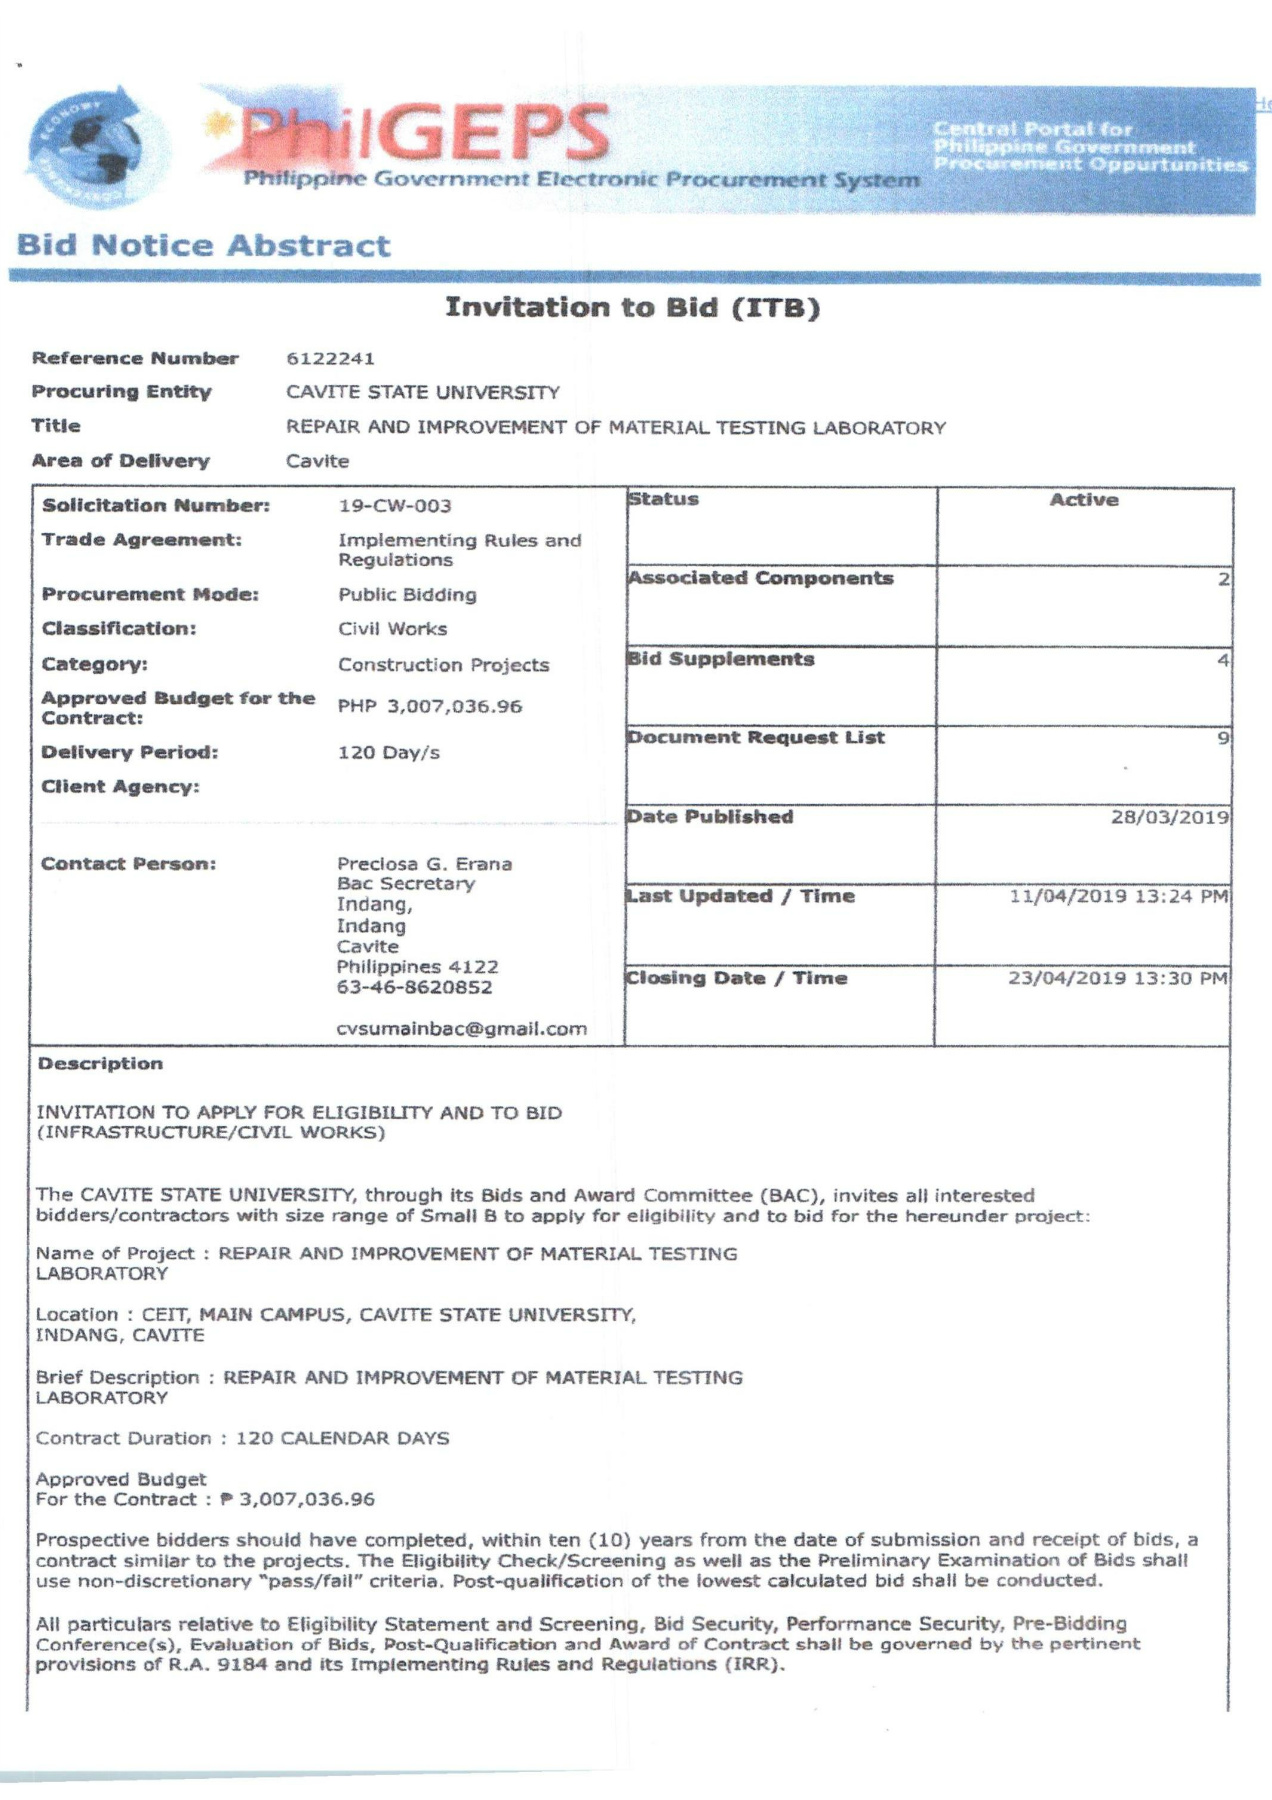 ECONOMY
PhilGEPS
Philippine Government Electronic Procurement System
Central Portal for
Philippine Government
Procurement Oppurtunities
Bid Notice Abstract
Invitation to Bid (ITB)
Reference Number 6122241
Procuring Entity CAVITE STATE UNIVERSITY
Title REPAIR AND IMPROVEMENT OF MATERIAL TESTING LABORATORY
Area of Delivery Cavite
Solicitation Number: 19-CW-003
Trade Agreement: Implementing Rules and
Regulations
Procurement Mode: Public Bidding
Classification: Civil Works
Category: Construction Projects
Approved Budget for the
Contract: PHP 3,007,036.96
Delivery Period: 120 Day/s
Client Agency:
Contact Person: Preciosa G. Erana
Bac Secretary
Indang,
Indang
Cavite
Philippines 4122
63-46-8620852
cvsumainbac@gmail.com
Status Active
Associated Components 2
Bid Supplements 4
Document Request List 9
Date Published 28/03/2019
Last Updated / Time 11/04/2019 13:24 PM
Closing Date / Time 23/04/2019 13:30 PM
Description
INVITATION TO APPLY FOR ELIGIBILITY AND TO BID
(INFRASTRUCTURE/CIVIL WORKS)
The CAVITE STATE UNIVERSITY, through its Bids and Award Committee (BAC), invites all interested
bidders/contractors with size range of Small B to apply for eligibility and to bid for the hereunder project:
Name of Project : REPAIR AND IMPROVEMENT OF MATERIAL TESTING
LABORATORY
Location : CEIT, MAIN CAMPUS, CAVITE STATE UNIVERSITY,
INDANG, CAVITE
Brief Description : REPAIR AND IMPROVEMENT OF MATERIAL TESTING
LABORATORY
Contract Duration : 120 CALENDAR DAYS
Approved Budget
For the Contract : ₱ 3,007,036.96
Prospective bidders should have completed, within ten (10) years from the date of submission and receipt of bids, a
contract similar to the projects. The Eligibility Check/Screening as well as the Preliminary Examination of Bids shall
use non-discretionary "pass/fail" criteria. Post-qualification of the lowest calculated bid shall be conducted.
All particulars relative to Eligibility Statement and Screening, Bid Security, Performance Security, Pre-Bidding
Conference(s), Evaluation of Bids, Post-Qualification and Award of Contract shall be governed by the pertinent
provisions of R.A. 9184 and its Implementing Rules and Regulations (IRR).